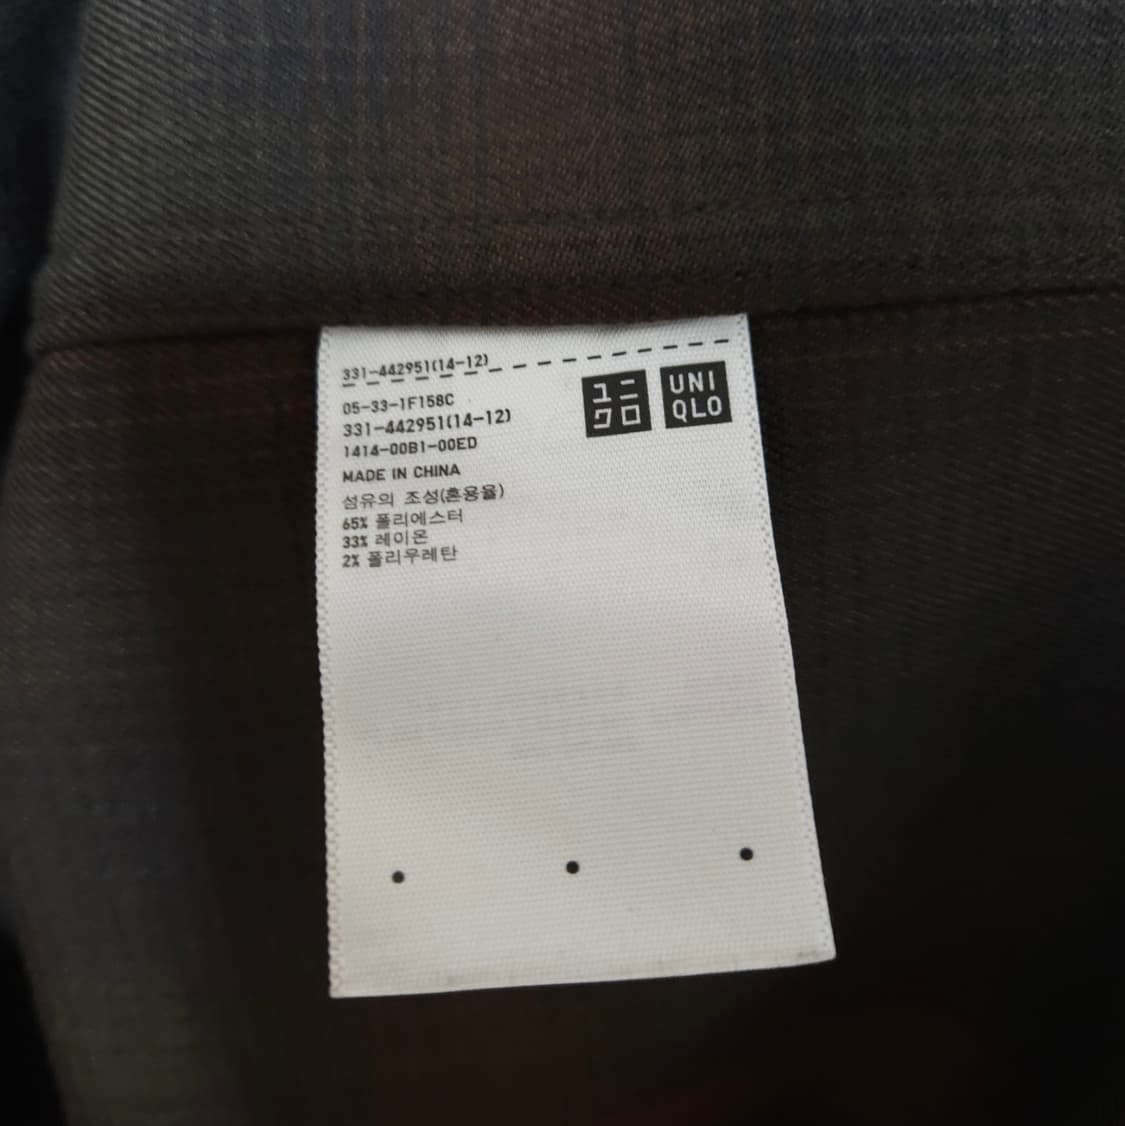 331-442951(14-12)
05-33-1F158C
331-442951(14-12)
1414-00B1-00ED
MADE IN CHINA
섬유의 조성(혼용율)
65% 폴리에스터
33% 레이온
2% 폴리우레탄
ユニ
クロ
UNI
QLO